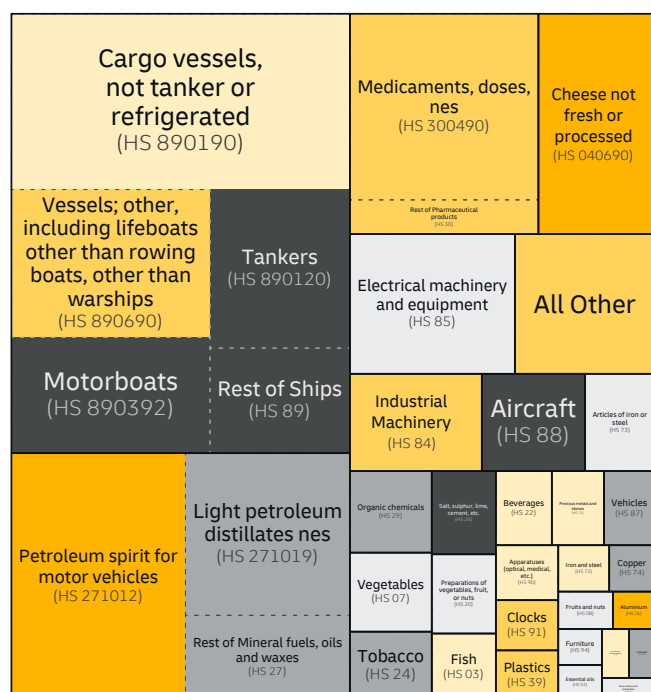 Cargo vessels,
not tanker or
refrigerated
(HS 890190)
Vessels; other,
including lifeboats
other than rowing
boats, other than
warships
(HS 890690)
Tankers
(HS 890120)
Motorboats
(HS 890392)
Rest of Ships
(HS 89)
Petroleum spirit for
motor vehicles
(HS 271012)
Light petroleum
distillates nes
(HS 271019)
Rest of Mineral fuels, oils
and waxes
(HS 27)
Medicaments, doses,
nes
(HS 300490)
Rest of Pharmaceutical
products
(HS 30)
Cheese not
fresh or
processed
(HS 040690)
Electrical machinery
and equipment
(HS 85)
All Other
Industrial
Machinery
(HS 84)
Aircraft
(HS 88)
Articles of iron or
steel
(HS 73)
Organic chemicals
(HS 29)
Salt, sulphur, lime,
cement, etc.
(HS 25)
Beverages
(HS 22)
Precious metals and
stones
(HS 71)
Vehicles
(HS 87)
Vegetables
(HS 07)
Preparations of
vegetables, fruit,
or nuts
(HS 20)
Apparatuses
(optical, medical,
etc.)
(HS 90)
Iron and steel
(HS 72)
Copper
(HS 74)
Clocks
(HS 91)
Fruits and nuts
(HS 08)
Aluminium
(HS 76)
Tobacco
(HS 24)
Fish
(HS 03)
Plastics
(HS 39)
Furniture
(HS 94)
Essential oils
(HS 33)